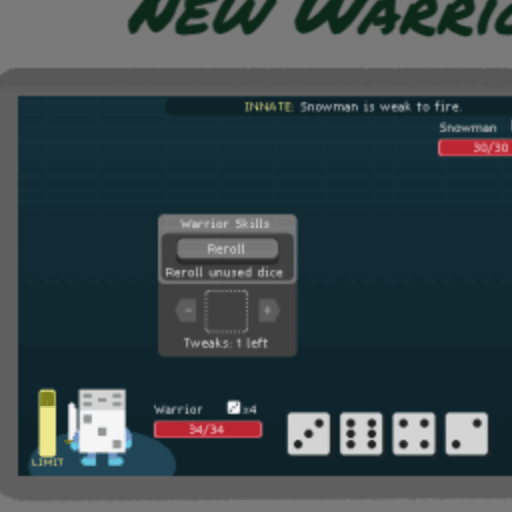 NEW WARRIO
INNATE: Snowman is weak to fire.
Snowman
30/30
Warrior Skills
Reroll
Reroll unused dice
- +
Tweaks: 1 left
Warrior x4
34/34
LIMIT